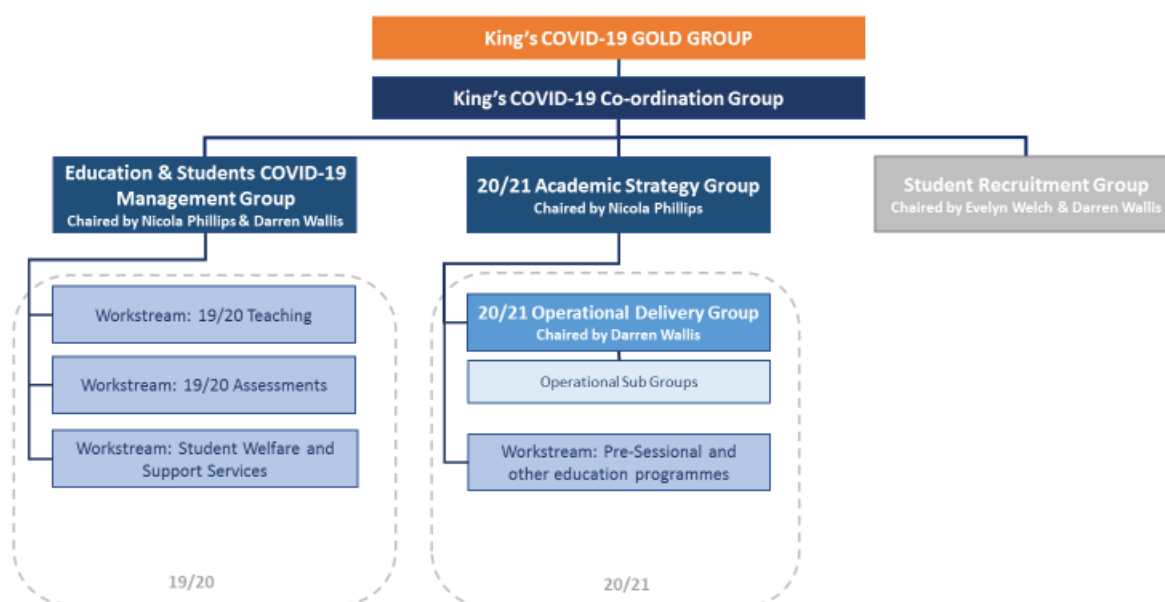 King's COVID-19 GOLD GROUP
King's COVID-19 Co-ordination Group
Education & Students COVID-19
Management Group
Chaired by Nicola Phillips & Darren Wallis
20/21 Academic Strategy Group
Chaired by Nicola Phillips
Student Recruitment Group
Chaired by Evelyn Welch & Darren Wallis
Workstream: 19/20 Teaching
Workstream: 19/20 Assessments
Workstream: Student Welfare and
Support Services
19/20
20/21 Operational Delivery Group
Chaired by Darren Wallis
Operational Sub Groups
Workstream: Pre-Sessional and
other education programmes
20/21